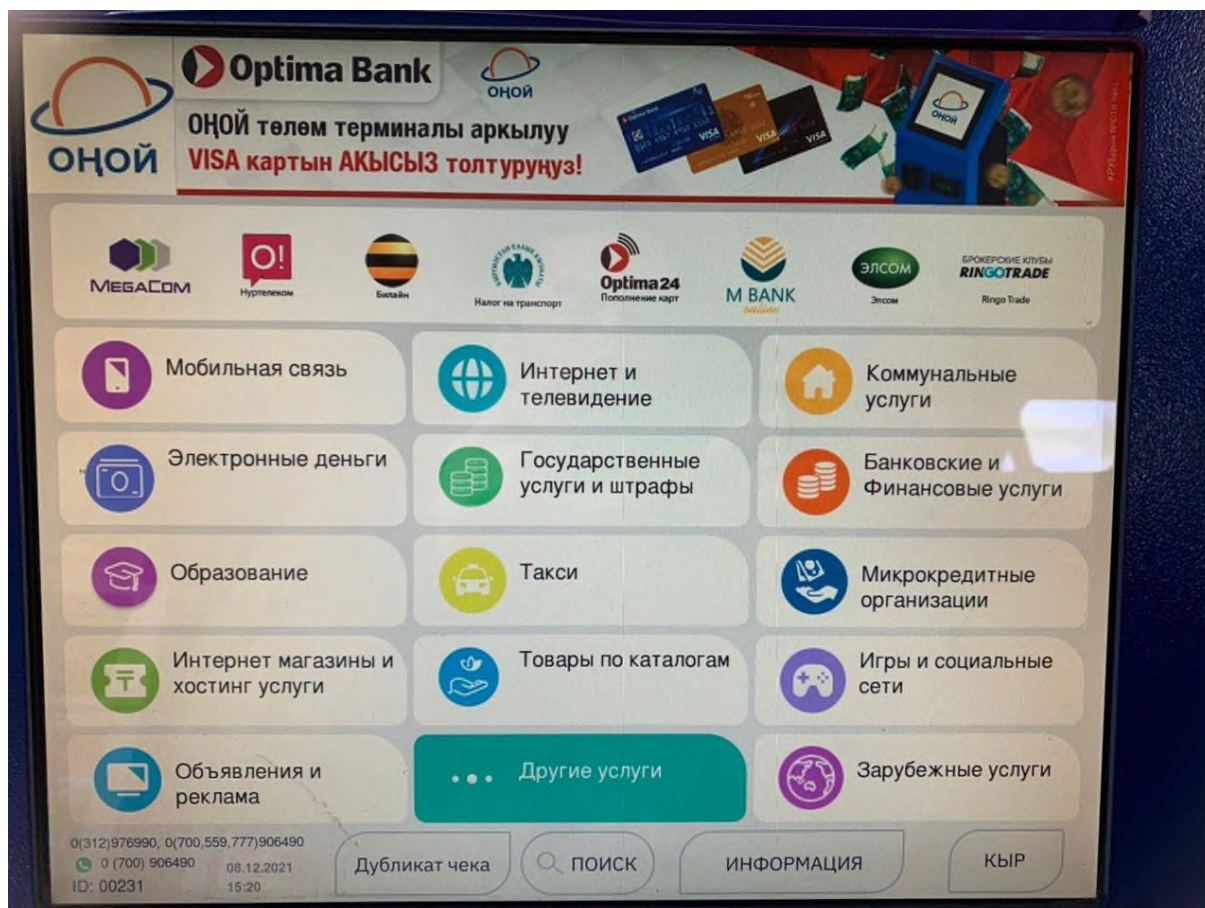 ОҢОЙ
Optima Bank
ОҢОЙ
ОҢОЙ төлөм терминалы аркылуу
VISA картын АКЫСЫЗ толтуруңуз!
VISA
VISA
VISA
ОҢОЙ
MEGACOM
O!
Нуртелеком
Билайн
Налог на транспорт
Optima24
Пополнение карт
M BANK
online
ЭЛСОМ
Элсом
БРОКЕРСКИЕ КЛУБЫ
RINGOTRADE
Ringo Trade
Мобильная связь
Интернет и
телевидение
Коммунальные
услуги
Электронные деньги
Государственные
услуги и штрафы
Банковские и
Финансовые услуги
Образование
Такси
Микрокредитные
организации
Интернет магазины и
хостинг услуги
Товары по каталогам
Игры и социальные
сети
Объявления и
реклама
Другие услуги
Зарубежные услуги
0(312)976990, 0(700,559,777)906490
0 (700) 906490
08.12.2021
ID: 00231
15:20
Дубликат чека
ПОИСК
ИНФОРМАЦИЯ
КЫР